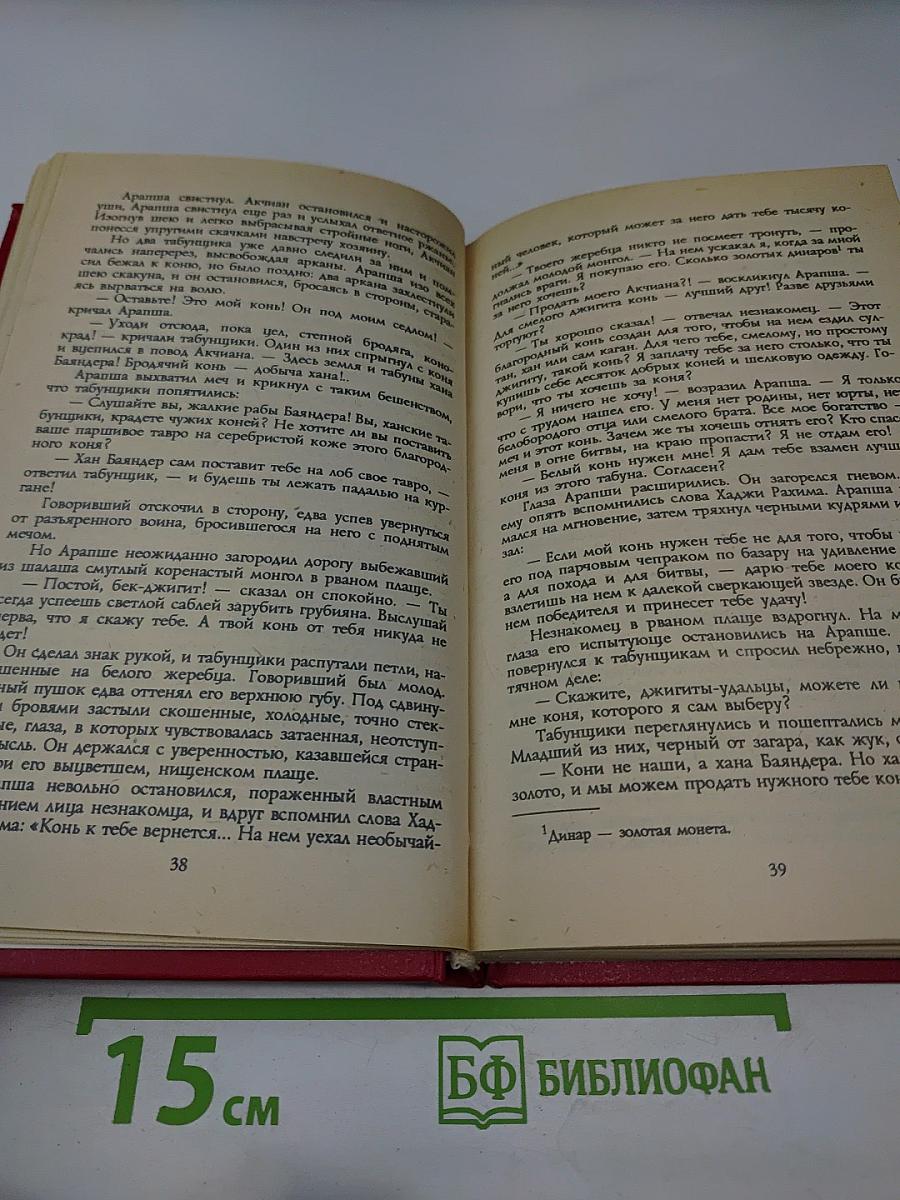 Арапша свистнул. Акчиан остановился и насторожил
уши. Арапша свистнул еще раз и услыхал ответное ржание.
Изогнув шею и легко выбрасывая стройные ноги, Акчиан
понесся упругими скачками навстречу хозяину.
Но два табунщика уже давно следили за ним и пом-
чались наперерез, высвобождая арканы. Арапша изо всех
сил бежал к коню, но было поздно: два аркана захлестнули
шею скакуна, и он остановился, бросаясь в стороны, стара-
ясь вырваться на волю.
— Оставьте! Это мой конь! Он под моим седлом! —
кричал Арапша.
— Уходи отсюда, пока цел, степной бродяга, коно-
крад! — кричали табунщики. Один из них спрыгнул с коня
и вцепился в повод Акчиана. — Здесь земля и табуны хана
Баяндера! Бродячий конь — добыча хана!..
Арапша выхватил меч и крикнул с таким бешенством,
что табунщики попятились:
— Слушайте вы, жалкие рабы Баяндера! Вы, ханские та-
бунщики, крадете чужих коней? Не хотите ли вы поставить
ваше паршивое тавро на серебристой коже этого благород-
ного коня?
— Хан Баяндер сам поставит тебе на лоб свое тавро, —
ответил табунщик, — и будешь ты лежать падалью на кур-
гане!
Говоривший отскочил в сторону, едва успев увернуться
от разъяренного воина, бросившегося на него с поднятым
мечом.
Но Арапше неожиданно загородил дорогу выбежавший
из шалаша смуглый коренастый монгол в рваном плаще.
— Постой, бек-джигит! — сказал он спокойно. — Ты
сегда успеешь светлой саблей зарубить грубияна. Выслушай
ерва, что я скажу тебе. А твой конь от тебя никуда не
дет!
Он сделал знак рукой, и табунщики распутали петли, на-
шенные на белого жеребца. Говоривший был молод.
ный пушок едва оттенял его верхнюю губу. Под сдвину-
и бровями застыли скошенные, холодные, точно стек-
ые, глаза, в которых чувствовалась затаенная, неотступ-
ысль. Он держался с уверенностью, казавшейся стран-
ри его выцветшем, нищенском плаще.
пша невольно остановился, пораженный властным
нием лица незнакомца, и вдруг вспомнил слова Хад-
ма: «Конь к тебе вернется... На нем уехал необычай-
38
ный человек, который может за него дать тебе тысячу ко-
ней...»
— Твоего жеребца никто не посмеет тронуть, — про-
должал молодой монгол. — На нем ускакал я, когда за мной
гнались враги. Я покупаю его. Сколько золотых динаров¹ ты
за него хочешь?
— Продать моего Акчиана?! — воскликнул Арапша. —
Для смелого джигита конь — лучший друг! Разве друзьями
торгуют?
— Ты хорошо сказал! — отвечал незнакомец. — Этот
благородный конь создан для того, чтобы на нем ездил сул-
тан, хан или сам каган. Для чего тебе, смелому, но простому
джигиту, такой конь? Я заплачу тебе за него столько, что ты
купишь себе десяток добрых коней и шелковую одежду. Го-
вори, что ты хочешь за коня?
— Я ничего не хочу! — возразил Арапша. — Я только
что с трудом нашел его. У меня нет родины, нет юрты, не
белобородого отца или смелого брата. Все мое богатство —
меч и этот конь. Зачем же ты хочешь отнять его? Кто спас
меня в огне битвы, на краю пропасти? Я не отдам его!
— Белый конь нужен мне! Я дам тебе взамен лучш
коня из этого табуна. Согласен?
Глаза Арапши расширились. Он загорелся гневом.
ему опять вспомнились слова Хаджи Рахима. Арапша
мался на мгновение, затем тряхнул черными кудрями и
зал:
— Если мой конь нужен тебе не для того, чтобы
его под парчовым чепраком по базару на удивление
а для похода и для битвы, — дарю тебе моего ко
взлетишь на нем к далекой сверкающей звезде. Он б
нем победителя и принесет тебе удачу!
Незнакомец в рваном плаще вздрогнул. На м
глаза его испытующе остановились на Арапше.
повернулся к табунщикам и спросил небрежно,
тячном деле:
— Скажите, джигиты-удальцы, можете ли
мне коня, которого я сам выберу?
Табунщики переглянулись и пошептались м
Младший из них, черный от загара, как жук,
— Кони не наши, а хана Баяндера. Но ха
золото, и мы можем продать нужного тебе кон
¹Динар — золотая монета.
39
15 см
БФ БИБЛИОФАН